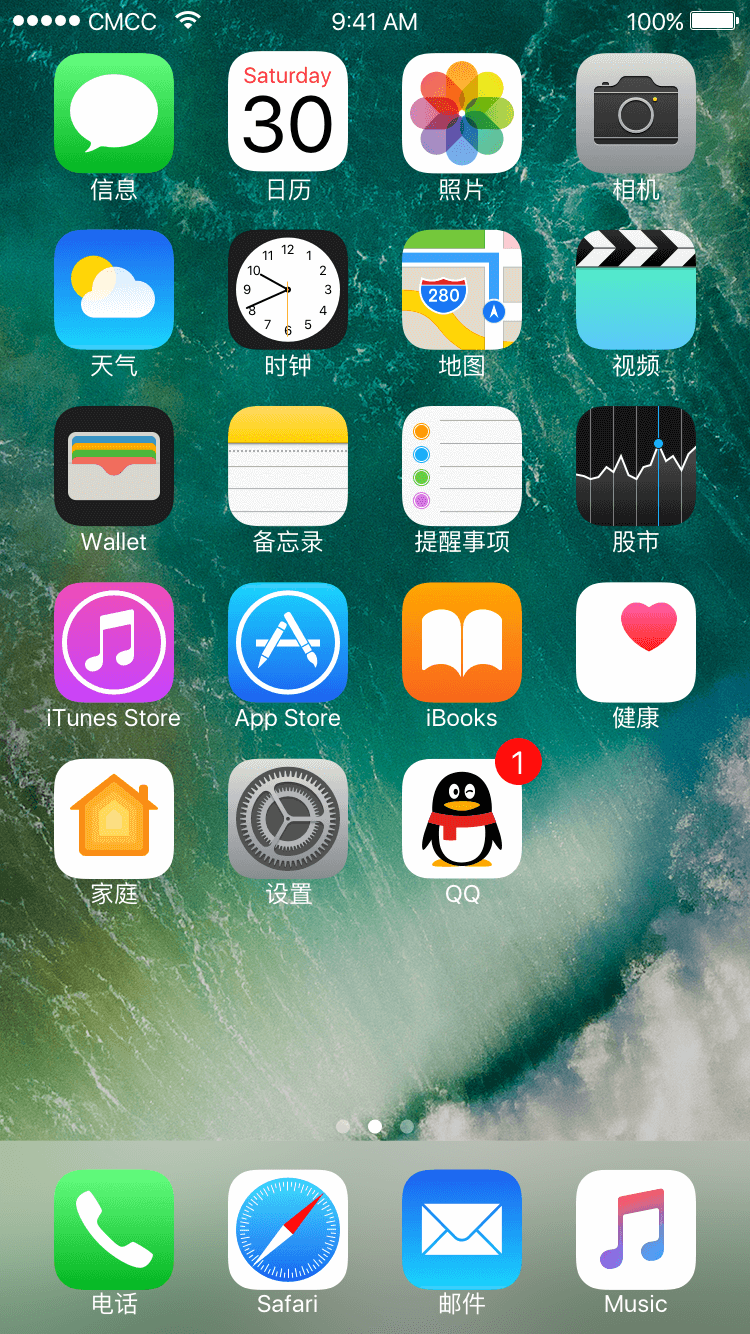 CMCC 9:41 AM 100%
Saturday
30
信息 日历 照片 相机
12
11 1
10 2
9 3
8 4
7 5
6
280
天气 时钟 地图 视频
Wallet 备忘录 提醒事项 股市
iTunes Store App Store iBooks 健康
1
家庭 设置 QQ
电话 Safari 邮件 Music